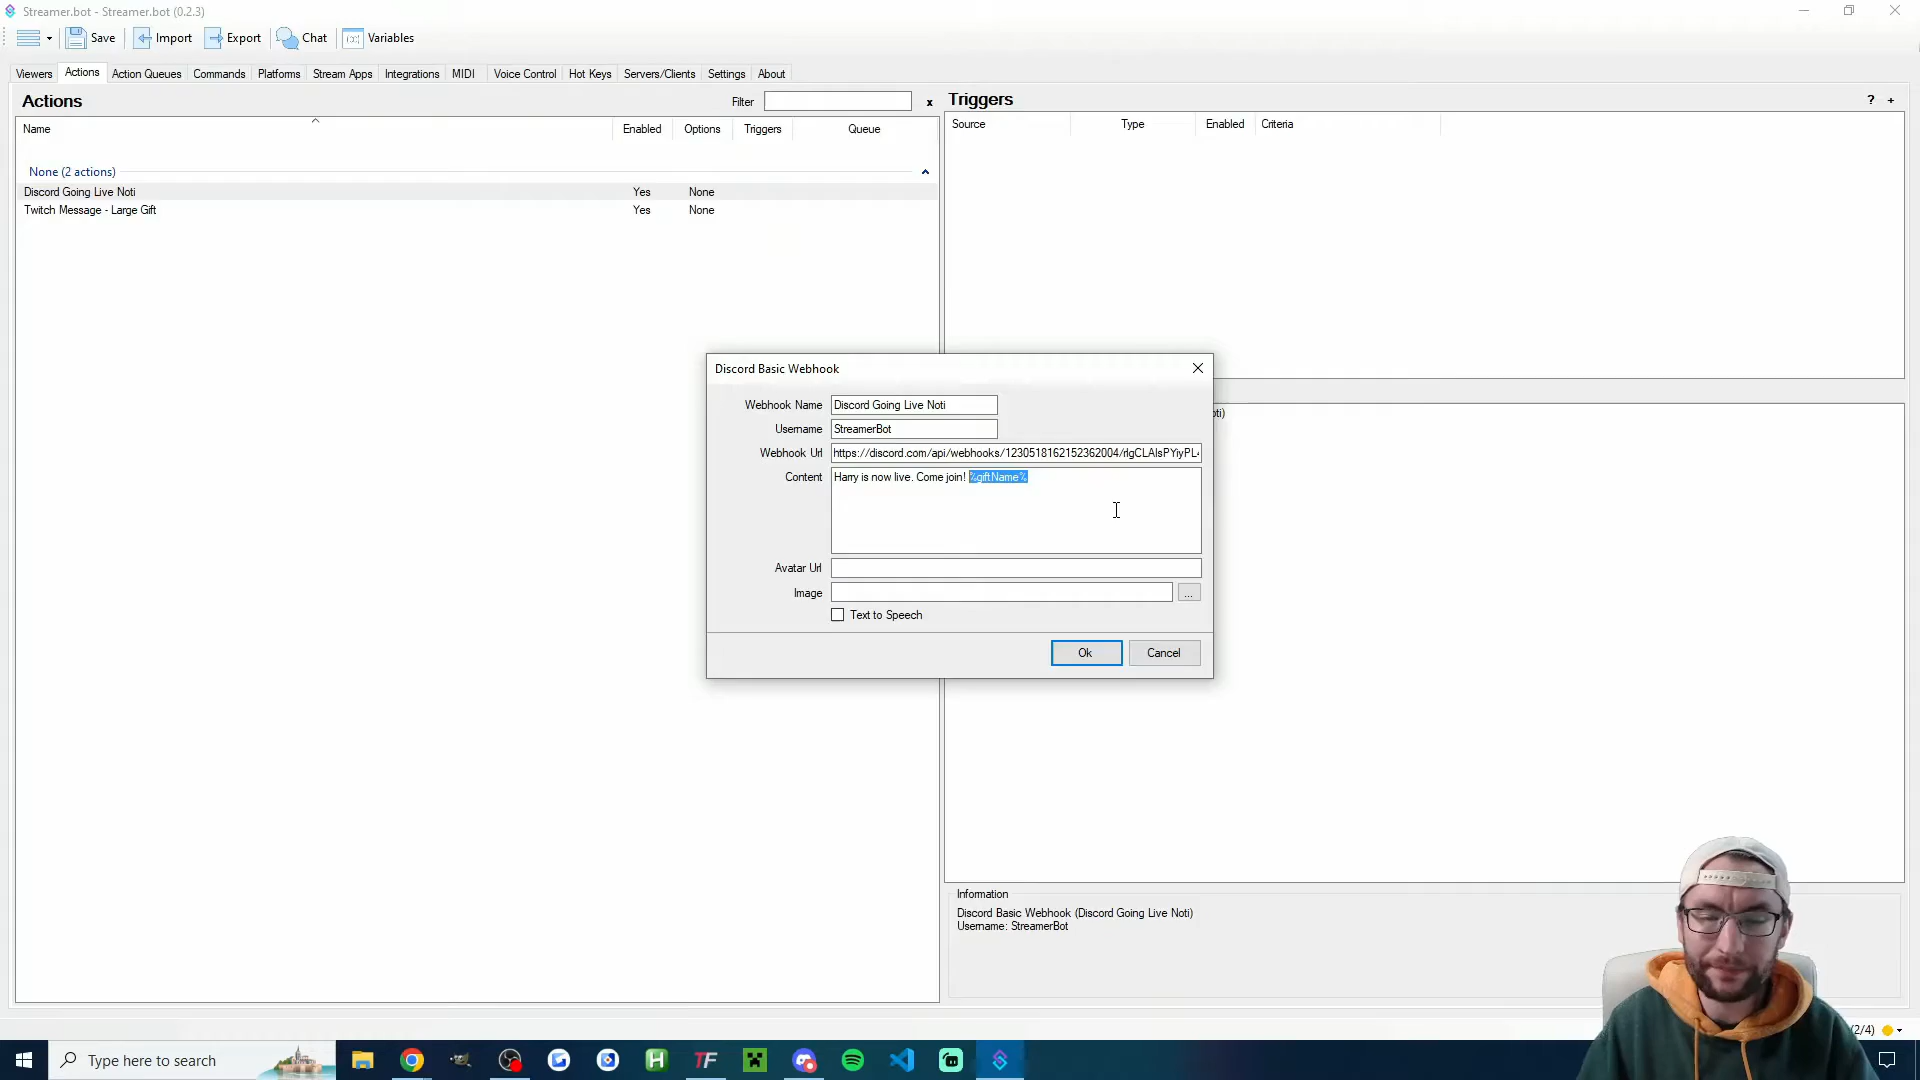 Streamer.bot - Streamer.bot (0.2.3)
Save
Import
Export
Chat
Variables
Viewers
Actions
Action Queues
Commands
Platforms
Stream Apps
Integrations
MIDI
Voice Control
Hot Keys
Servers/Clients
Settings
About
Actions
Filter
x
Triggers
?
+
Name
Enabled
Options
Triggers
Queue
Source
Type
Enabled
Criteria
None (2 actions)
Discord Going Live Noti
Yes
None
Twitch Message - Large Gift
Yes
None
Discord Basic Webhook
Webhook Name
Discord Going Live Noti
Username
StreamerBot
Webhook Url
https://discord.com/api/webhooks/1230518162152362004/
Content
Harry is now live. Come join! %giftName%
Avatar Url
Image
...
Text to Speech
Ok
Cancel
Information
Discord Basic Webhook (Discord Going Live Noti)
Username: StreamerBot
2/4)
Type here to search